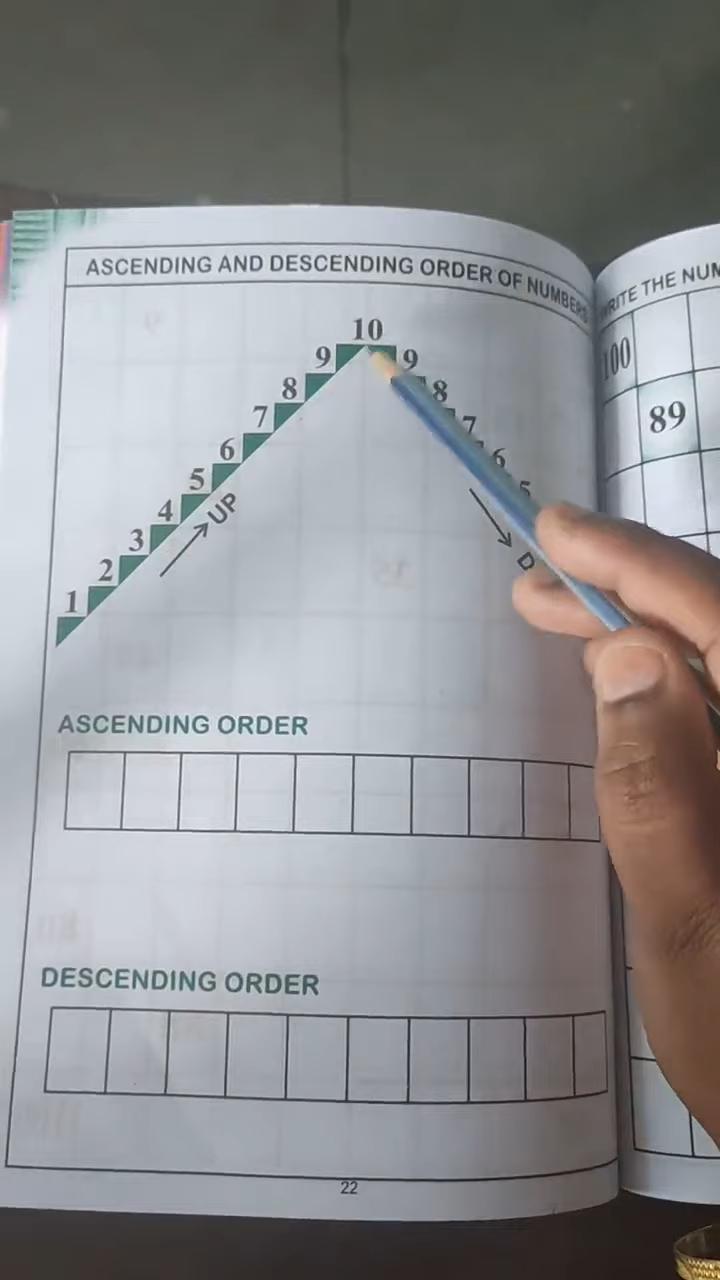 ASCENDING AND DESCENDING ORDER OF NUMBERS
10
9 9
8 8
7 7
6 6
5 5
4
3
2
1
UP
D
ASCENDING ORDER
DESCENDING ORDER
22
WRITE THE NUM
100
89